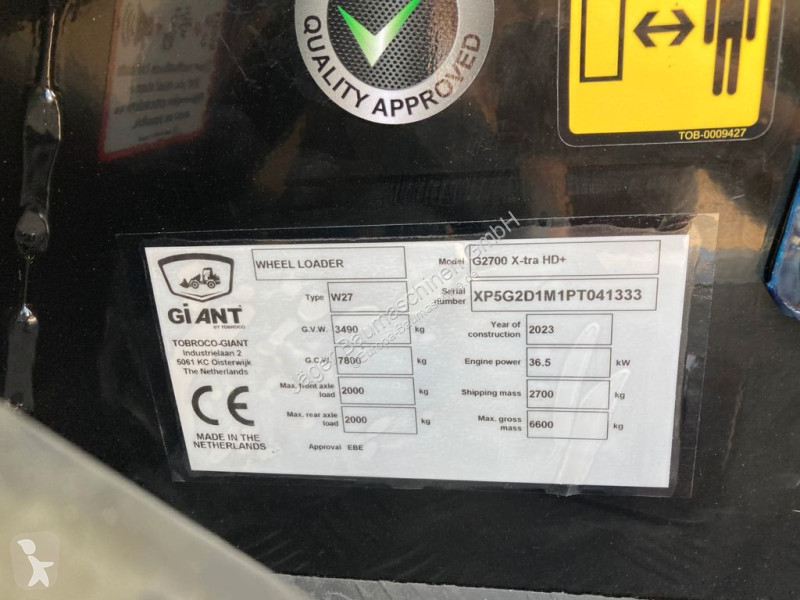 QUALITY APPROVED
TOB-0009427
GiANT
BY TOBROCO
TOBROCO-GIANT
Industrielaan 2
5061 KC Oisterwijk
The Netherlands
CE
MADE IN THE
NETHERLANDS
WHEEL LOADER
Model G2700 X-tra HD+
Type W27
Serial number XP5G2D1M1PT041333
G.V.W. 3490 kg
Year of construction 2023
G.C.W. 7800 kg
Engine power 36.5 kW
Max. front axle load 2000 kg
Shipping mass 2700 kg
Max. rear axle load 2000 kg
Max. gross mass 6600 kg
Approval EBE
Jäger Baumaschinen GmbH